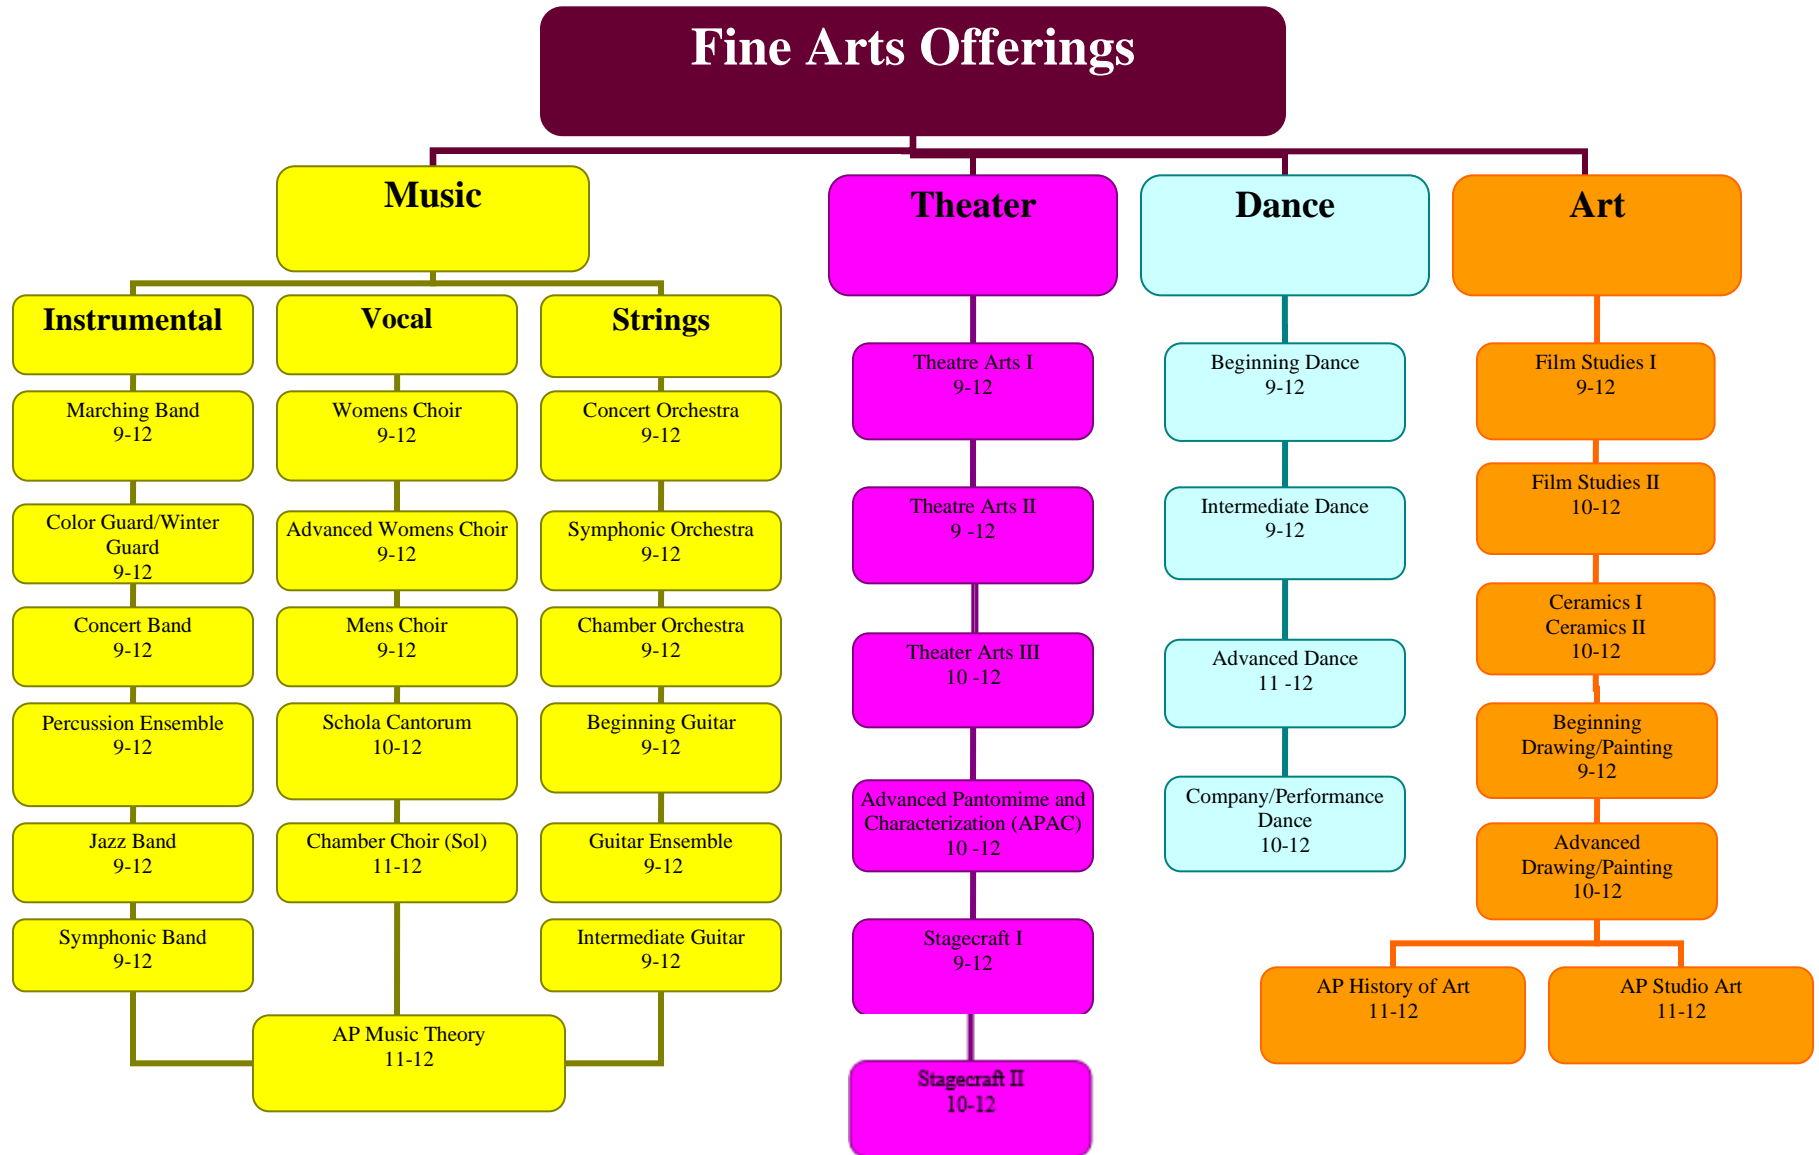 Fine Arts Offerings
Music
Theater
Dance
Art
Instrumental
Vocal
Strings
Marching Band
9-12
Color Guard/Winter
Guard
9-12
Concert Band
9-12
Percussion Ensemble
9-12
Jazz Band
9-12
Symphonic Band
9-12
Womens Choir
9-12
Advanced Womens Choir
9-12
Mens Choir
9-12
Schola Cantorum
10-12
Chamber Choir (Sol)
11-12
Concert Orchestra
9-12
Symphonic Orchestra
9-12
Chamber Orchestra
9-12
Beginning Guitar
9-12
Guitar Ensemble
9-12
Intermediate Guitar
9-12
AP Music Theory
11-12
Theatre Arts I
9-12
Theatre Arts II
9 -12
Theater Arts III
10 -12
Advanced Pantomime and
Characterization (APAC)
10 -12
Stagecraft I
9-12
Stagecraft II
10-12
Beginning Dance
9-12
Intermediate Dance
9-12
Advanced Dance
11 -12
Company/Performance
Dance
10-12
Film Studies I
9-12
Film Studies II
10-12
Ceramics I
Ceramics II
10-12
Beginning
Drawing/Painting
9-12
Advanced
Drawing/Painting
10-12
AP History of Art
11-12
AP Studio Art
11-12